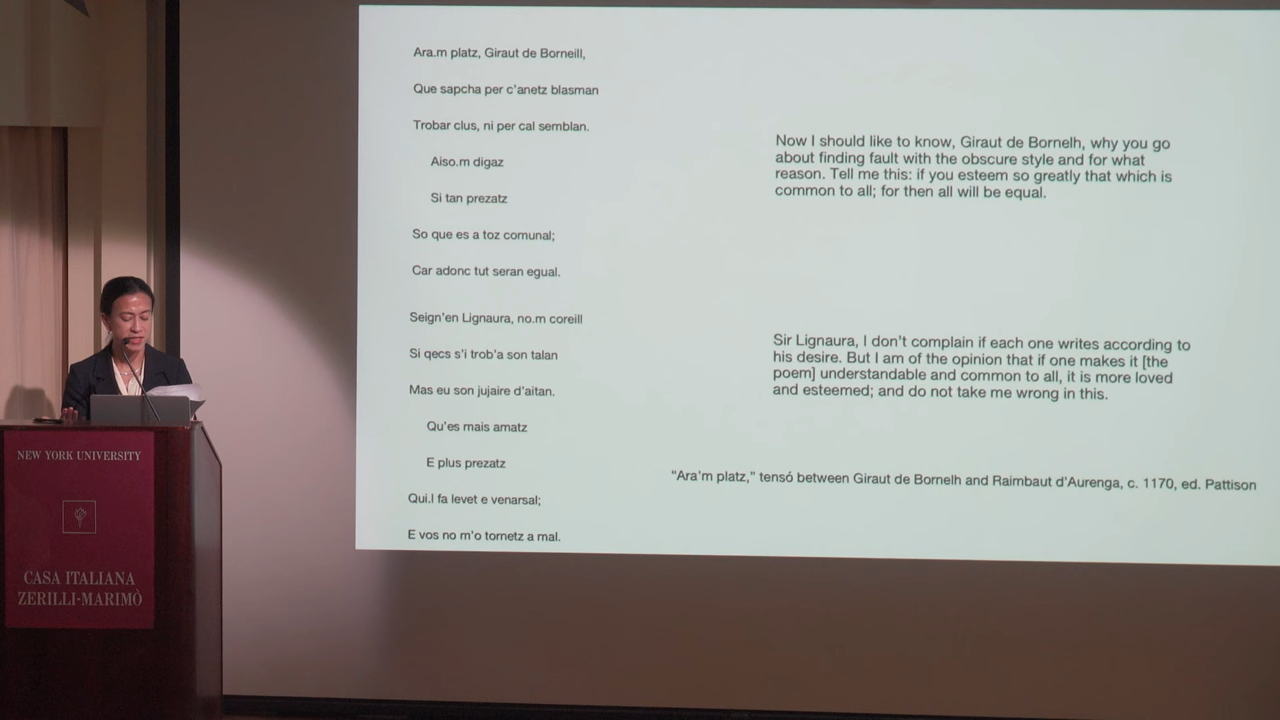 Ara.m platz, Giraut de Borneill,
Que sapcha per c'anetz blasman
Trobar clus, ni per cal semblan.
Aiso.m digaz
Si tan prezatz
So que es a toz comunal;
Car adonc tut seran egual.
Seign'en Lignaura, no.m coreill
Si qecs s'i trob'a son talan
Mas eu son jujaire d'aitan.
Qu'es mais amatz
E plus prezatz
Qui.l fa levet e venarsal;
E vos no m'o tornetz a mal.
Now I should like to know, Giraut de Bornelh, why you go
about finding fault with the obscure style and for what
reason. Tell me this: if you esteem so greatly that which is
common to all; for then all will be equal.
Sir Lignaura, I don't complain if each one writes according to
his desire. But I am of the opinion that if one makes it [the
poem] understandable and common to all, it is more loved
and esteemed; and do not take me wrong in this.
"Ara'm platz," tensó between Giraut de Bornelh and Raimbaut d'Aurenga, c. 1170, ed. Pattison
NEW YORK UNIVERSITY
CASA ITALIANA
ZERILLI-MARIMÒ